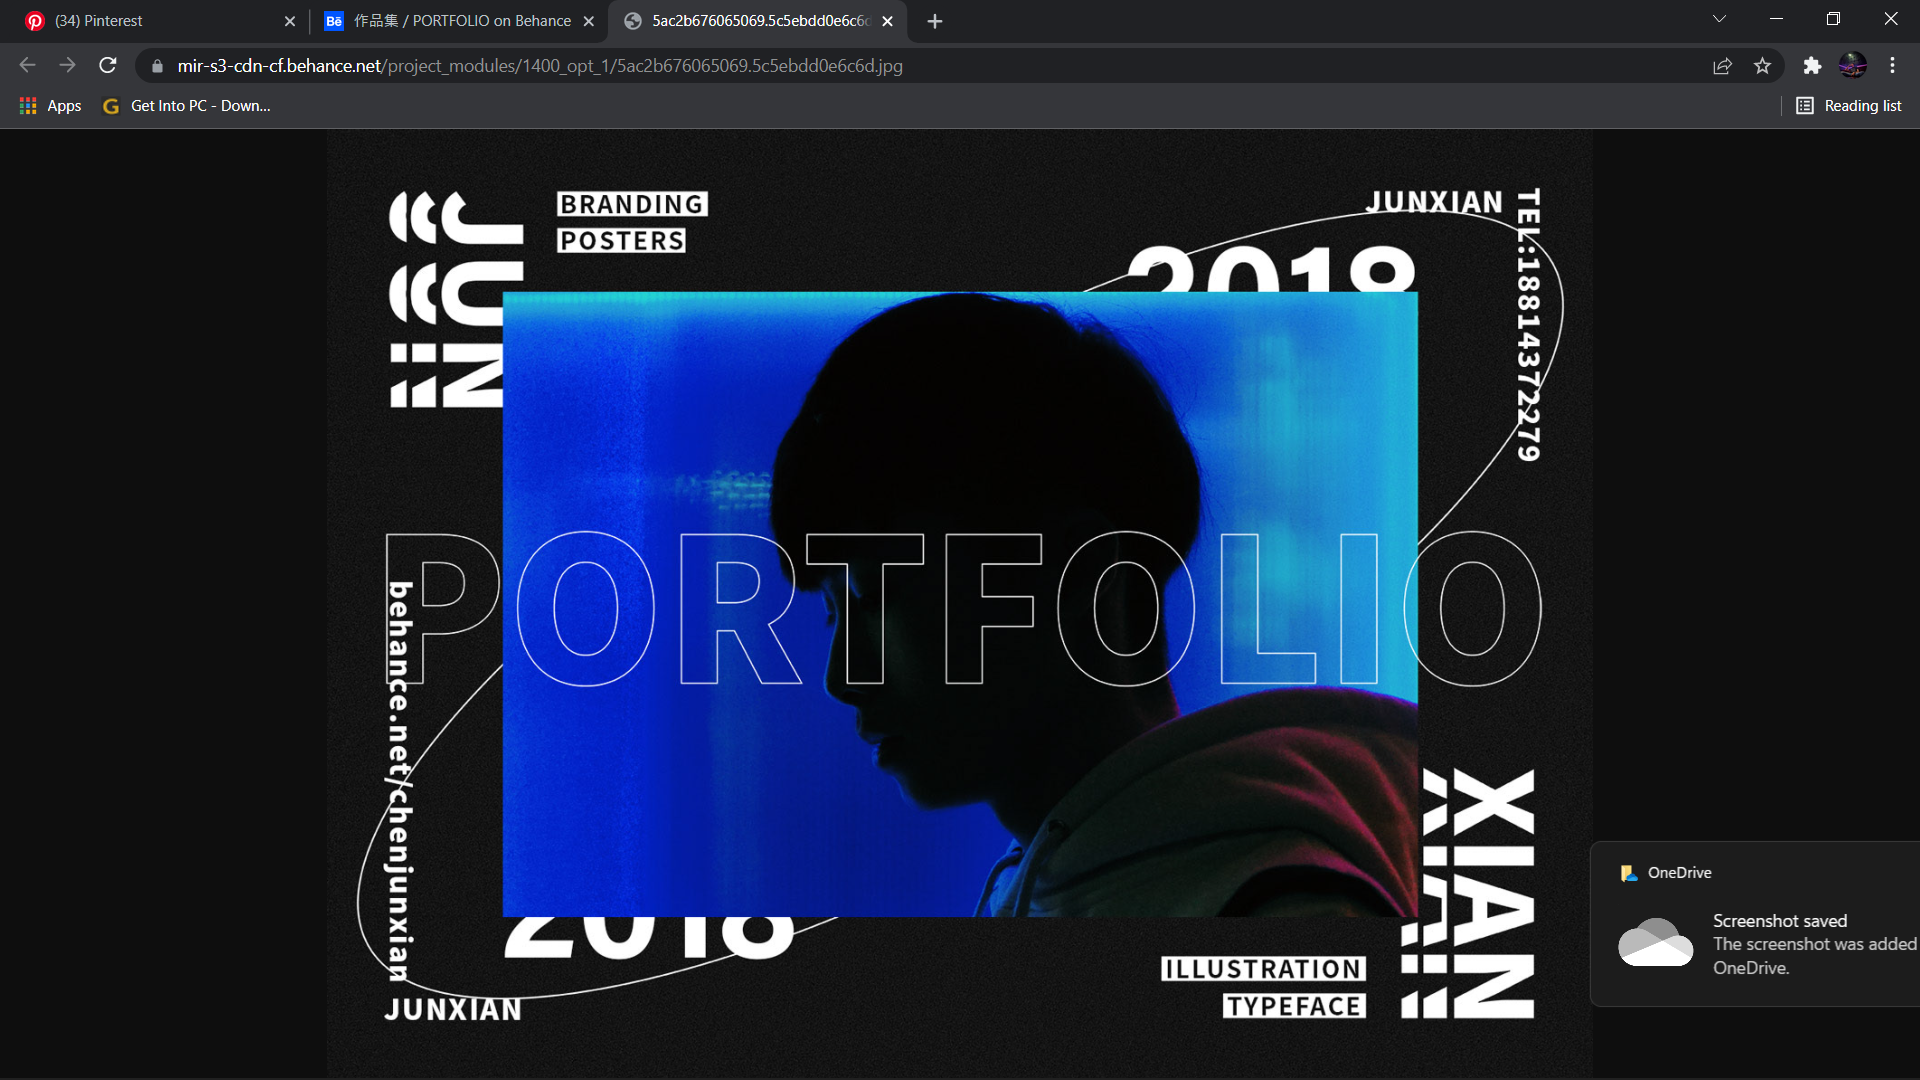 (34) Pinterest
作品集 / PORTFOLIO on Behance
5ac2b676065069.5c5ebdd0e6c6d
mir-s3-cdn-cf.behance.net/project_modules/1400_opt_1/5ac2b676065069.5c5ebdd0e6c6d.jpg
Apps
Get Into PC - Down...
Reading list
JUN
BRANDING
POSTERS
JUNXIAN
TEL:18814372279
2018
PORTFOLIO
behance.net/chenjunxian
2018
JUNXIAN
ILLUSTRATION
TYPEFACE
XIAN
OneDrive
Screenshot saved
The screenshot was added
OneDrive.